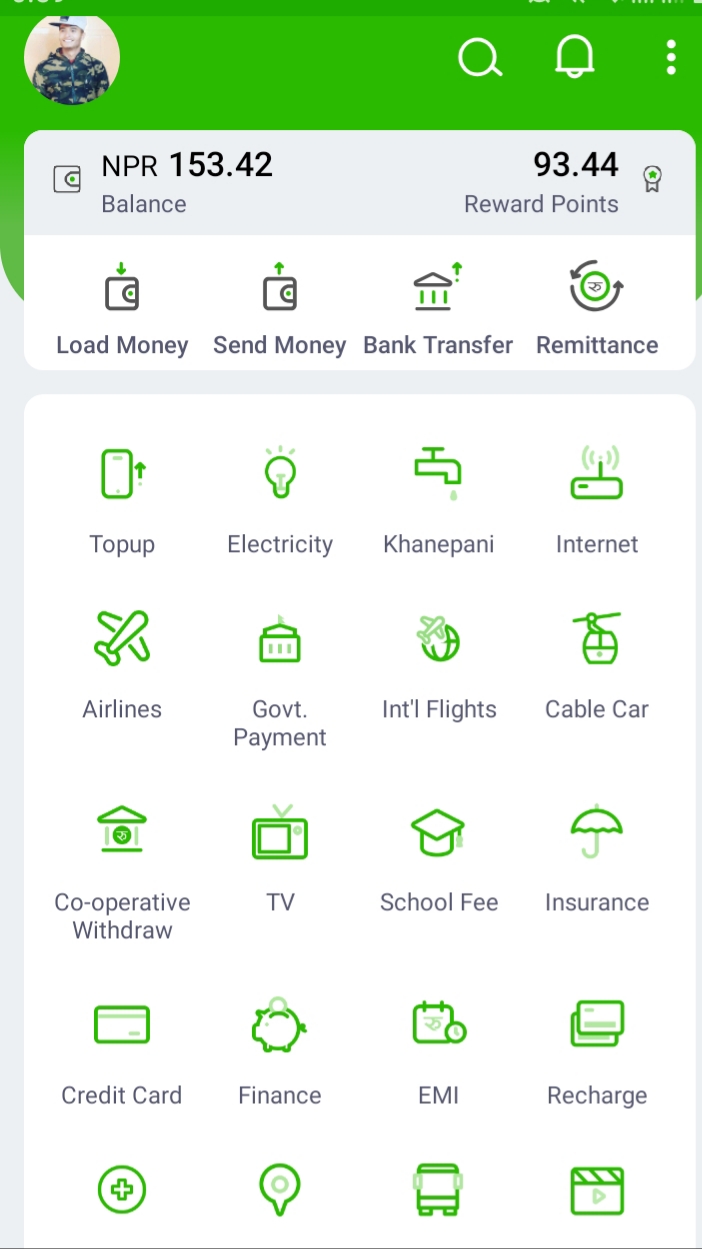 NPR 153.42 93.44
Balance Reward Points
Load Money Send Money Bank Transfer Remittance
Topup Electricity Khanepani Internet
Airlines Govt. Int'l Flights Cable Car
Payment
Co-operative TV School Fee Insurance
Withdraw
Credit Card Finance EMI Recharge